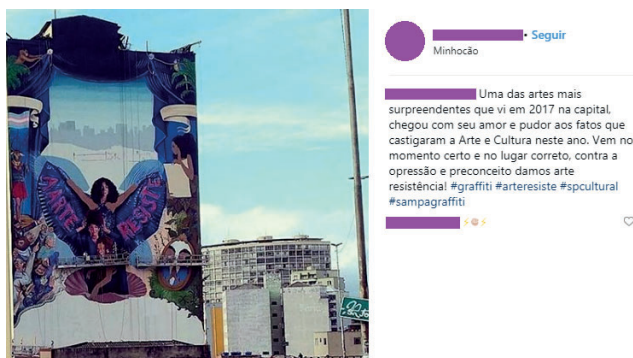 • Seguir
Minhocão
Uma das artes mais
surpreendentes que vi em 2017 na capital,
chegou com seu amor e pudor aos fatos que
castigaram a Arte e Cultura neste ano. Vem no
momento certo e no lugar correto, contra a
opressão e preconceito damos arte
resistência! #graffiti #arteresiste #spcultural
#sampagraffiti
A ARTE
RESISTE